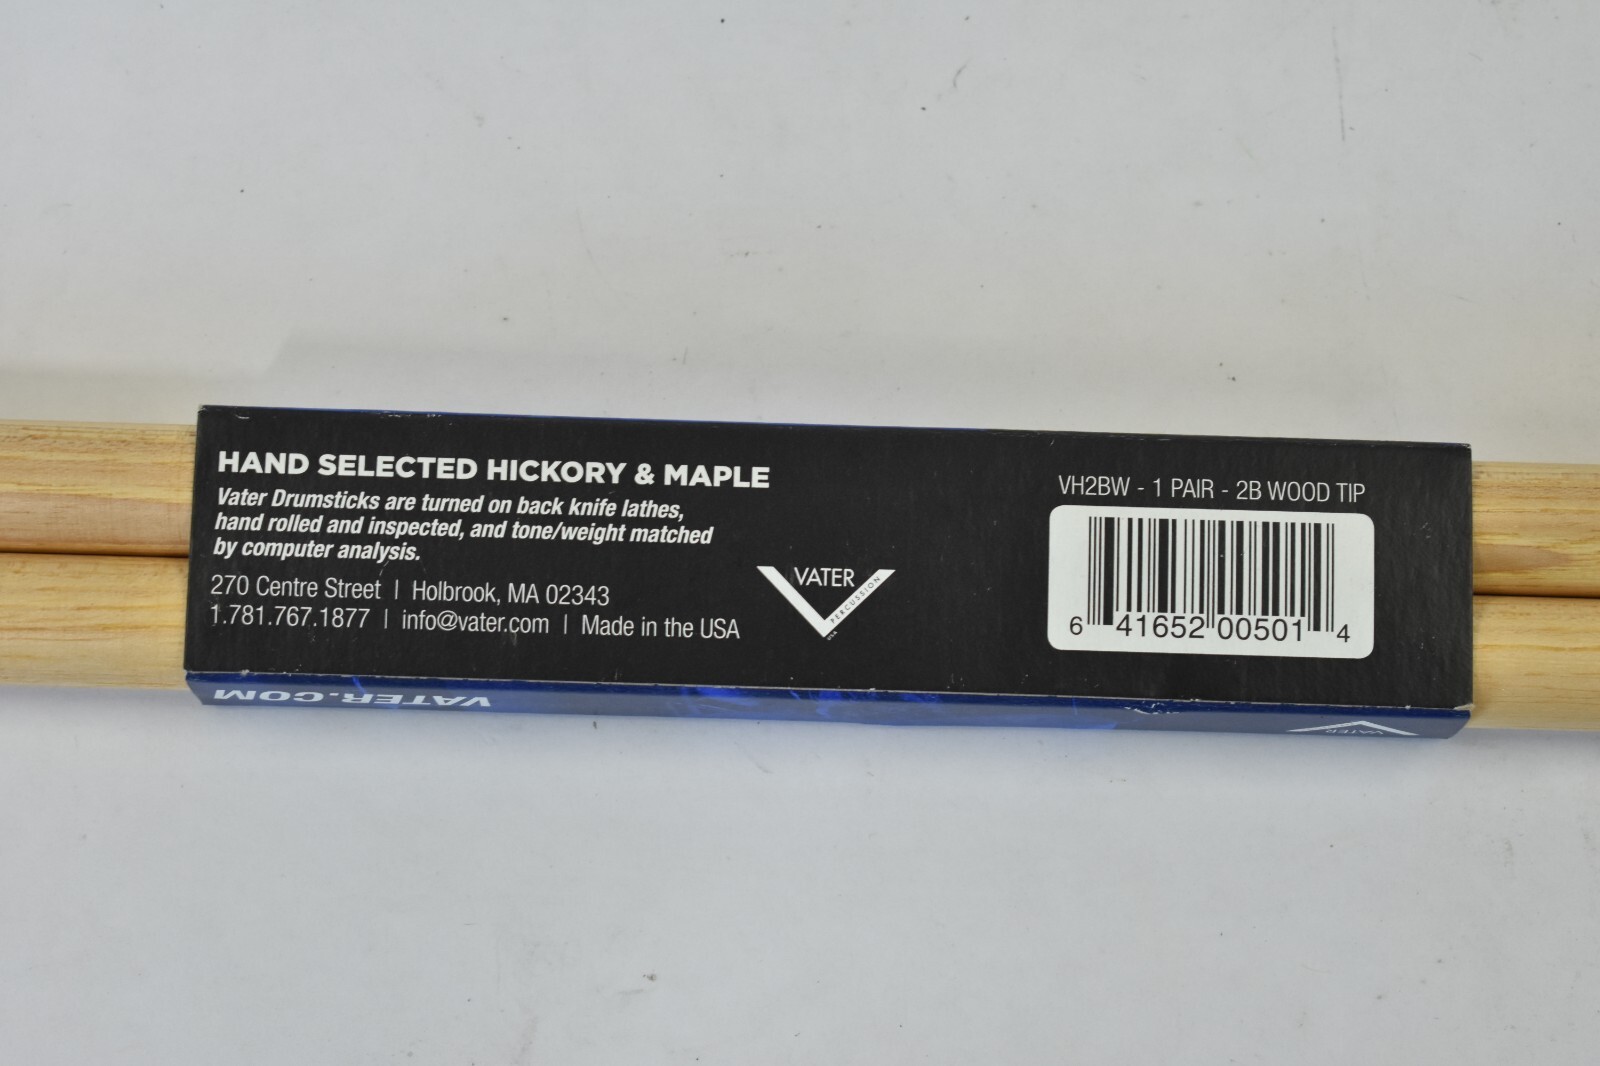 HAND SELECTED HICKORY & MAPLE
Vater Drumsticks are turned on back knife lathes,
hand rolled and inspected, and tone/weight matched
by computer analysis.
270 Centre Street | Holbrook, MA 02343
1.781.767.1877 | info@vater.com | Made in the USA
VATER
PERCUSSION
USA
VH2BW - 1 PAIR - 2B WOOD TIP
6 41652 00501 4
VATER.COM
VATER